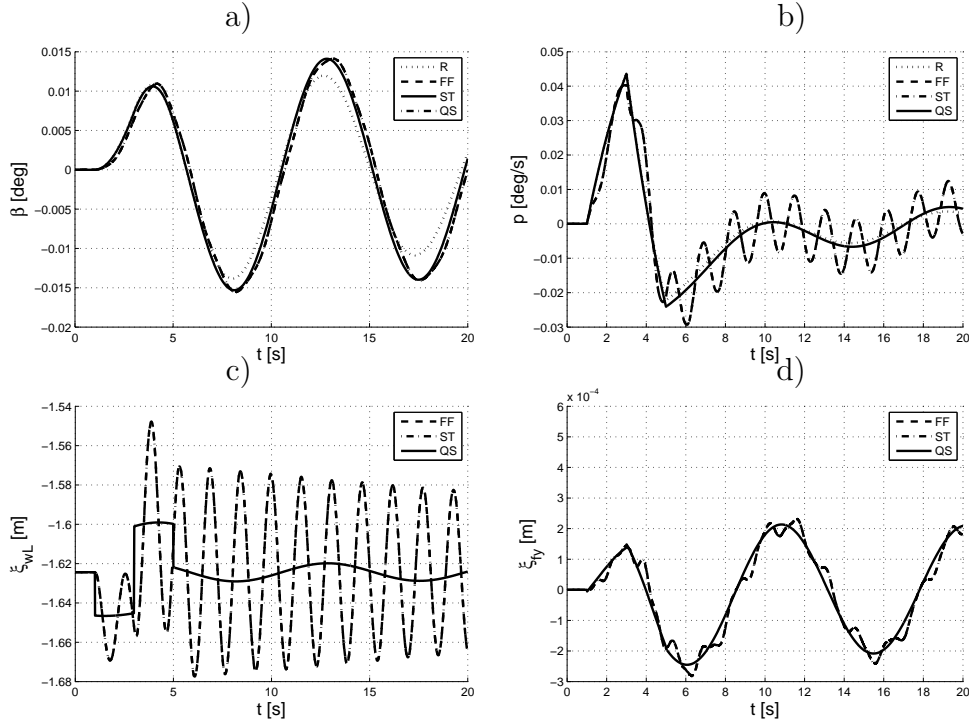 a)
0.015
0.01
0.005
0
−0.005
−0.01
−0.015
−0.02
β [deg]
0 5 10 15 20
t [s]
R
FF
ST
QS
b)
0.05
0.04
0.03
0.02
0.01
0
−0.01
−0.02
−0.03
p [deg/s]
0 2 4 6 8 10 12 14 16 18 20
t [s]
R
FF
ST
QS
c)
−1.54
−1.56
−1.58
−1.6
−1.62
−1.64
−1.66
−1.68
ξwL [m]
0 5 10 15 20
t [s]
FF
ST
QS
d)
x 10−4
6
5
4
3
2
1
0
−1
−2
−3
ξfy [m]
0 2 4 6 8 10 12 14 16 18 20
t [s]
FF
ST
QS